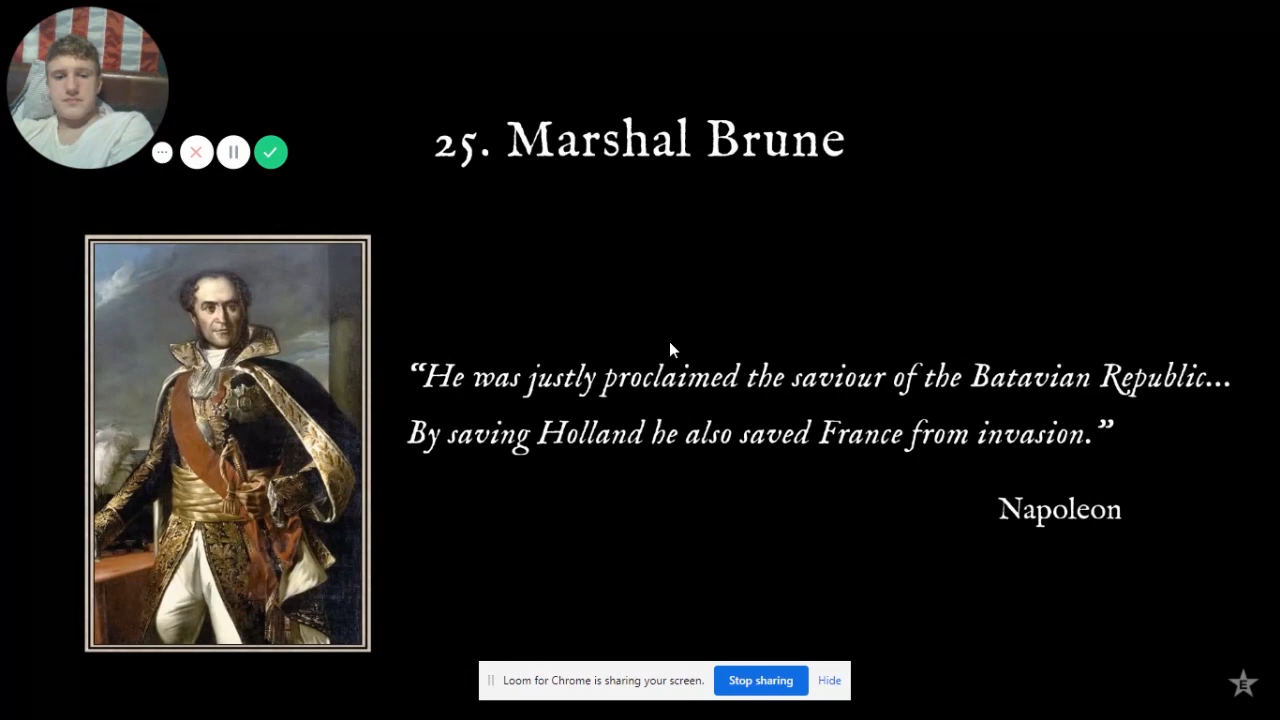 25. Marshal Brune
“He was justly proclaimed the saviour of the Batavian Republic...
By saving Holland he also saved France from invasion.”
Napoleon
Loom for Chrome is sharing your screen. Stop sharing Hide
E